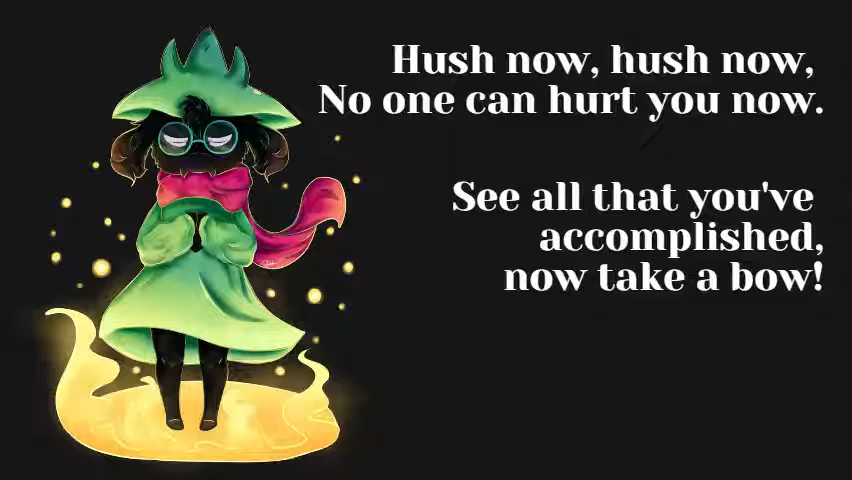 Hush now, hush now,
No one can hurt you now.
See all that you've
accomplished,
now take a bow!